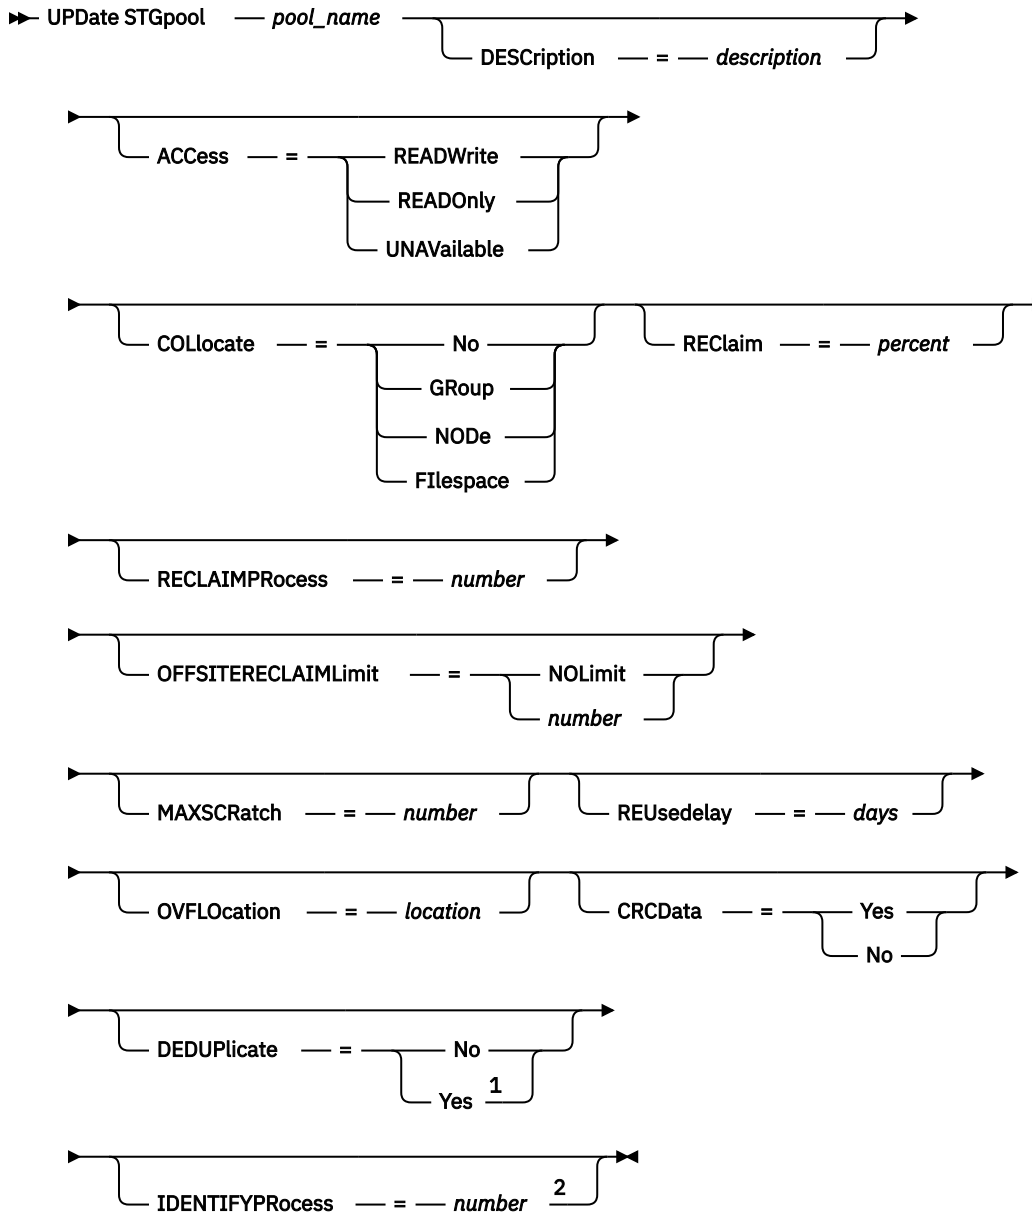 UPDate STGpool pool_name
DESCription = description
ACCess = READWrite
READOnly
UNAVailable
COLlocate = No REClaim = percent
GRoup
NODe
FIlespace
RECLAIMPRocess = number
OFFSITERECLAIMLimit = NOLimit
number
MAXSCRatch = number REUsedelay = days
OVFLOcation = location CRCData = Yes
No
DEDUPlicate = No
Yes 1
IDENTIFYPRocess = number 2